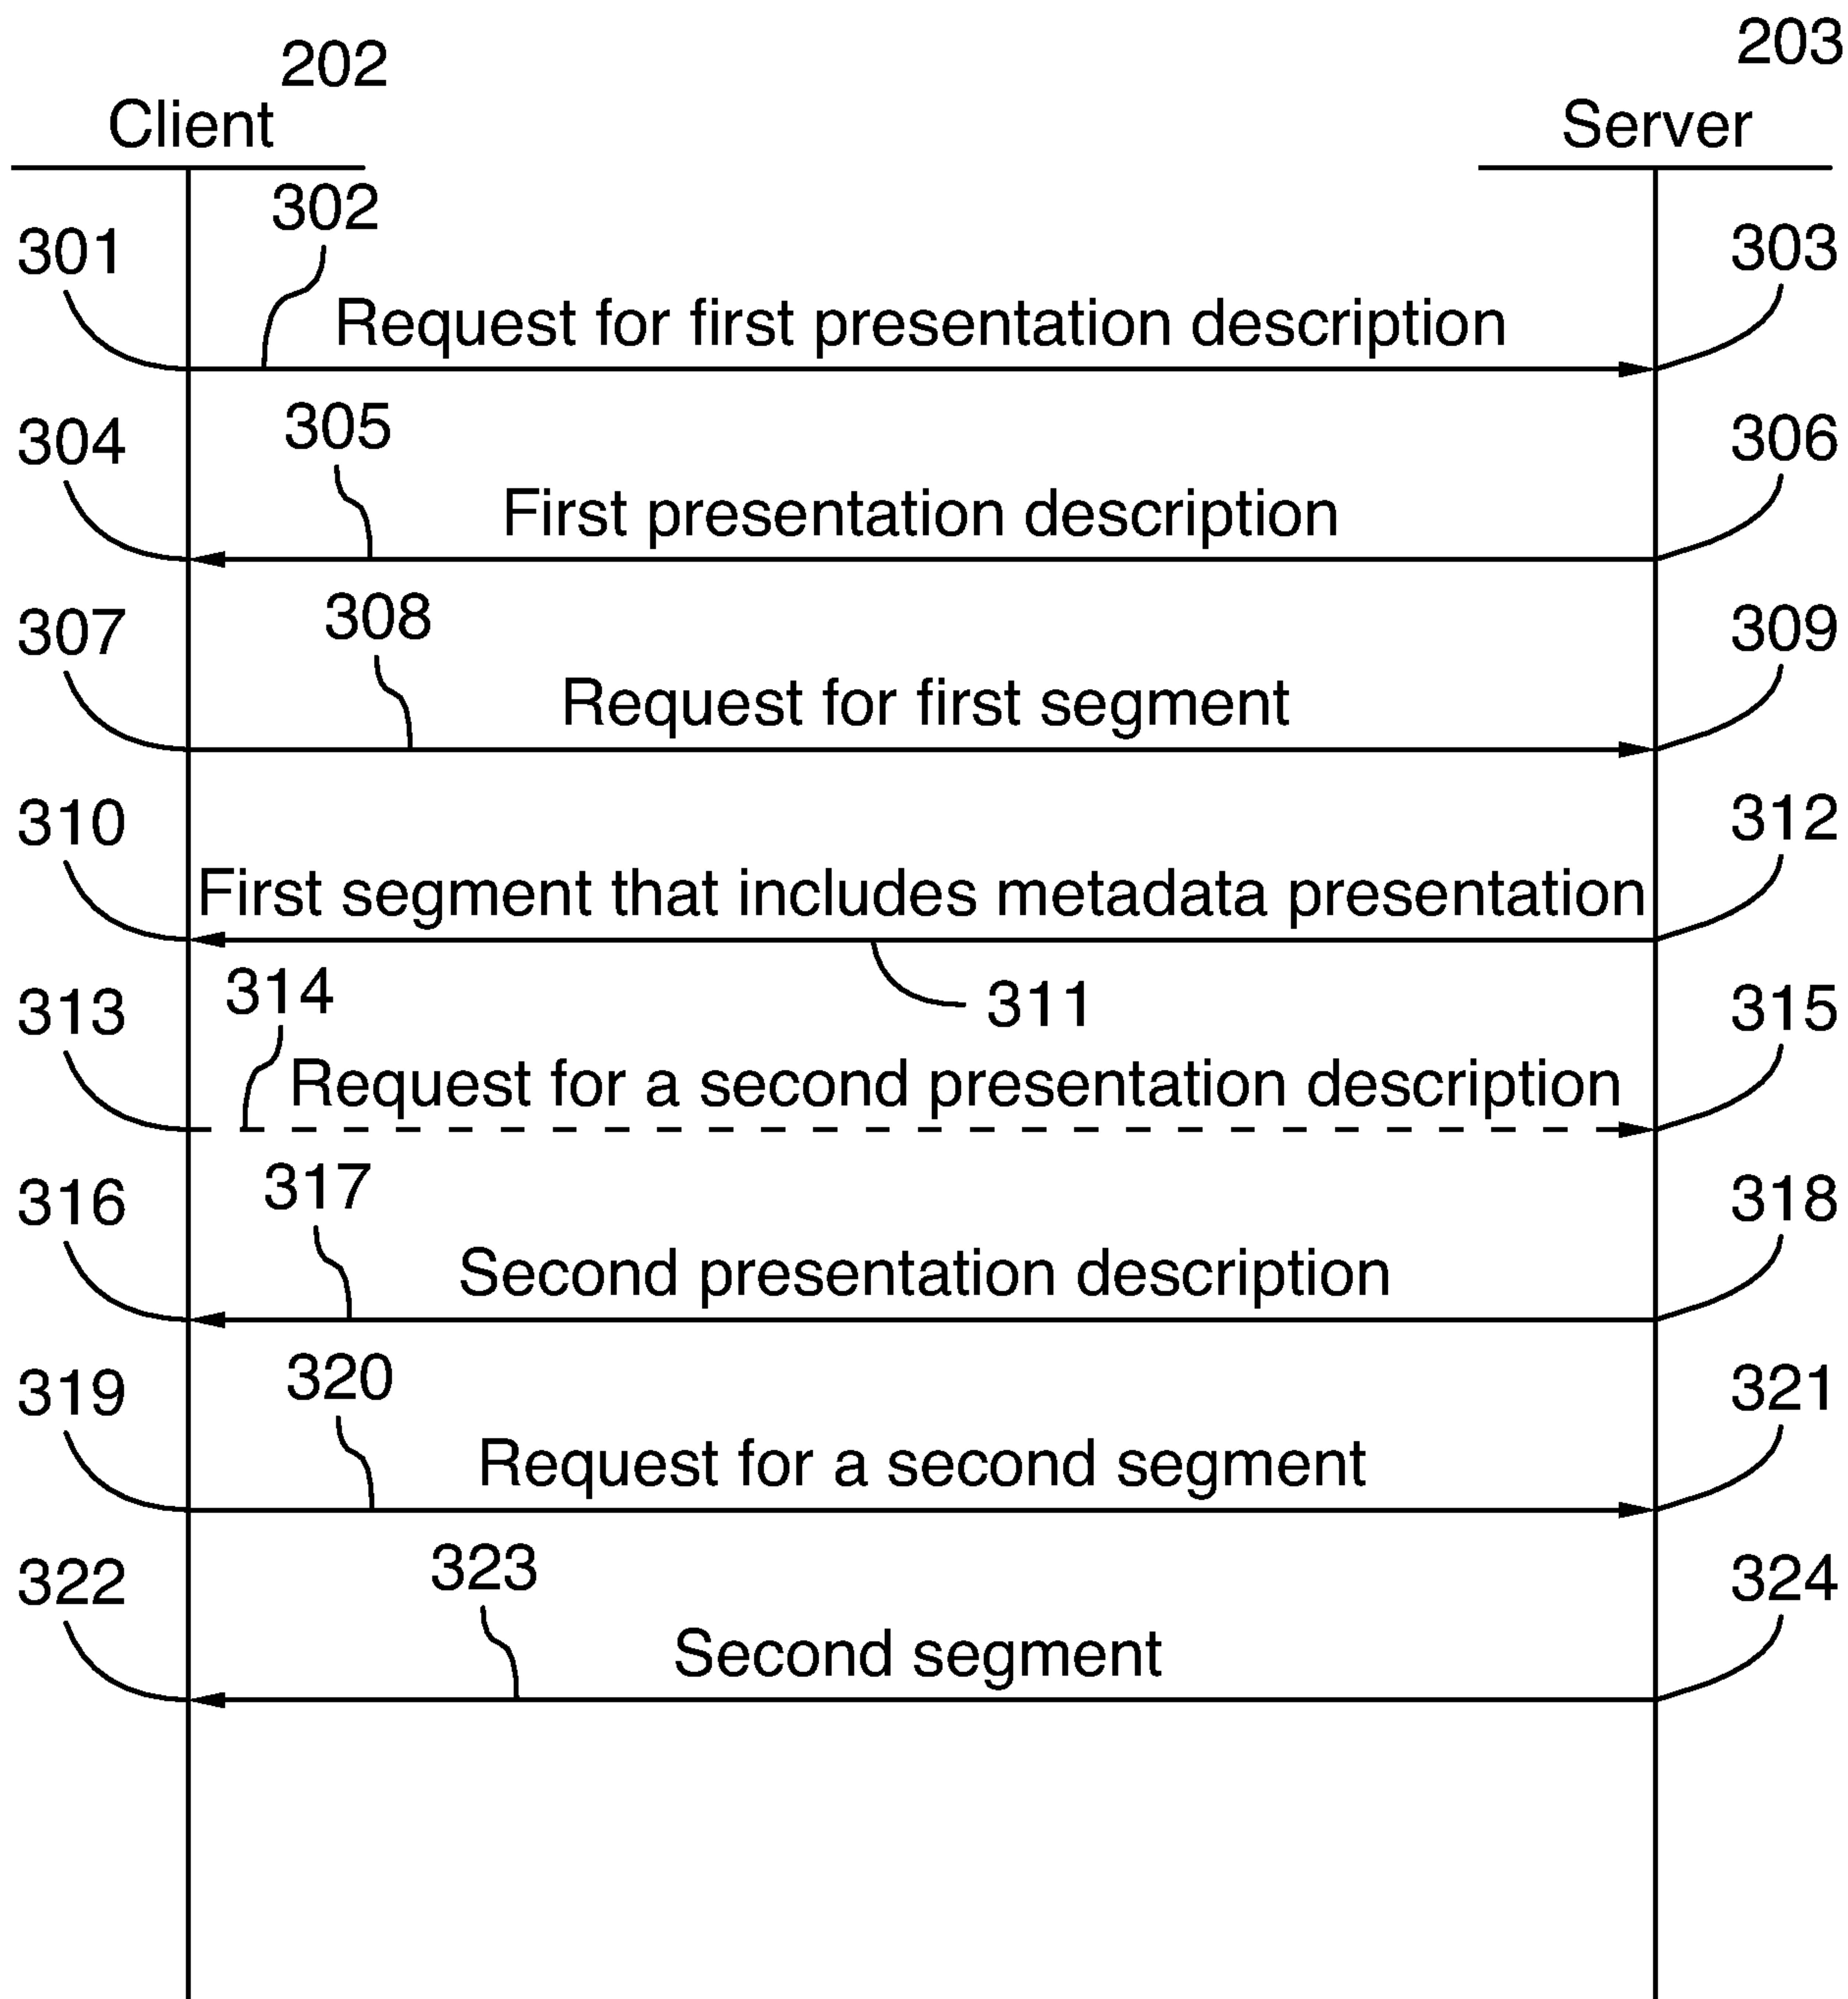 202
203
Client
Server
302
301
303
Request for first presentation description
305
304
306
First presentation description
308
307
309
Request for first segment
310
312
First segment that includes metadata presentation
311
314
313
315
Request for a second presentation description
317
316
318
Second presentation description
320
319
321
Request for a second segment
323
322
324
Second segment